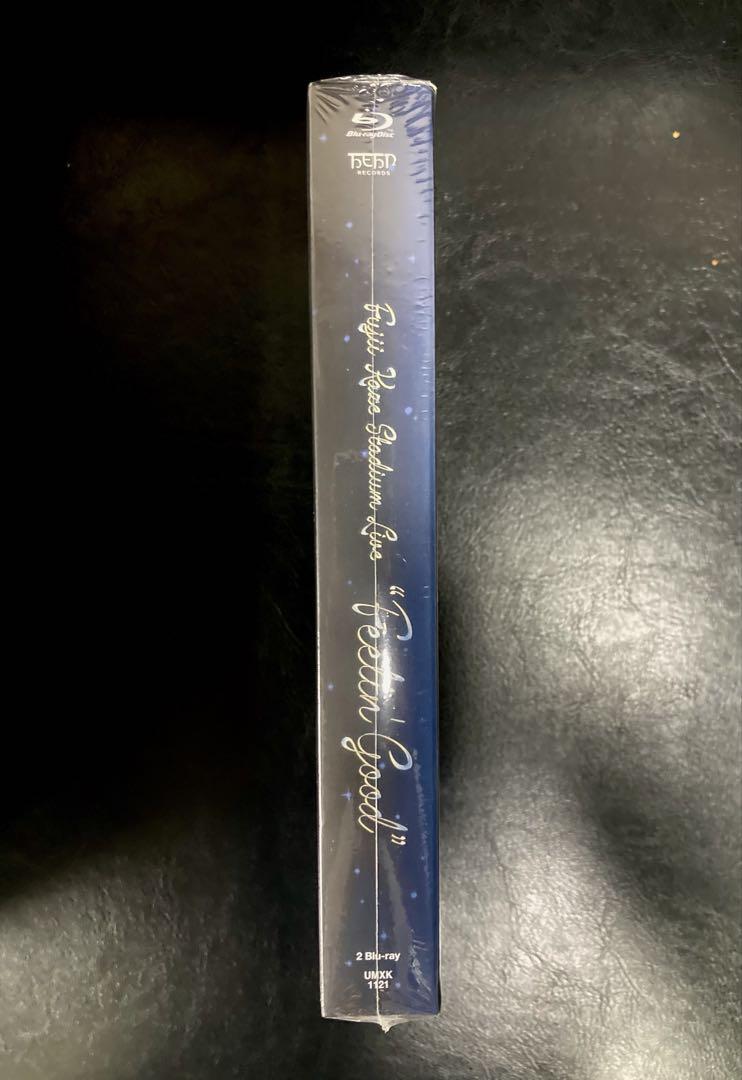 Blu-ray Disc
HEHN
RECORDS
Fujii Kaze Stadium Live
“Feelin' Good”
2 Blu-ray
UMXK
1121